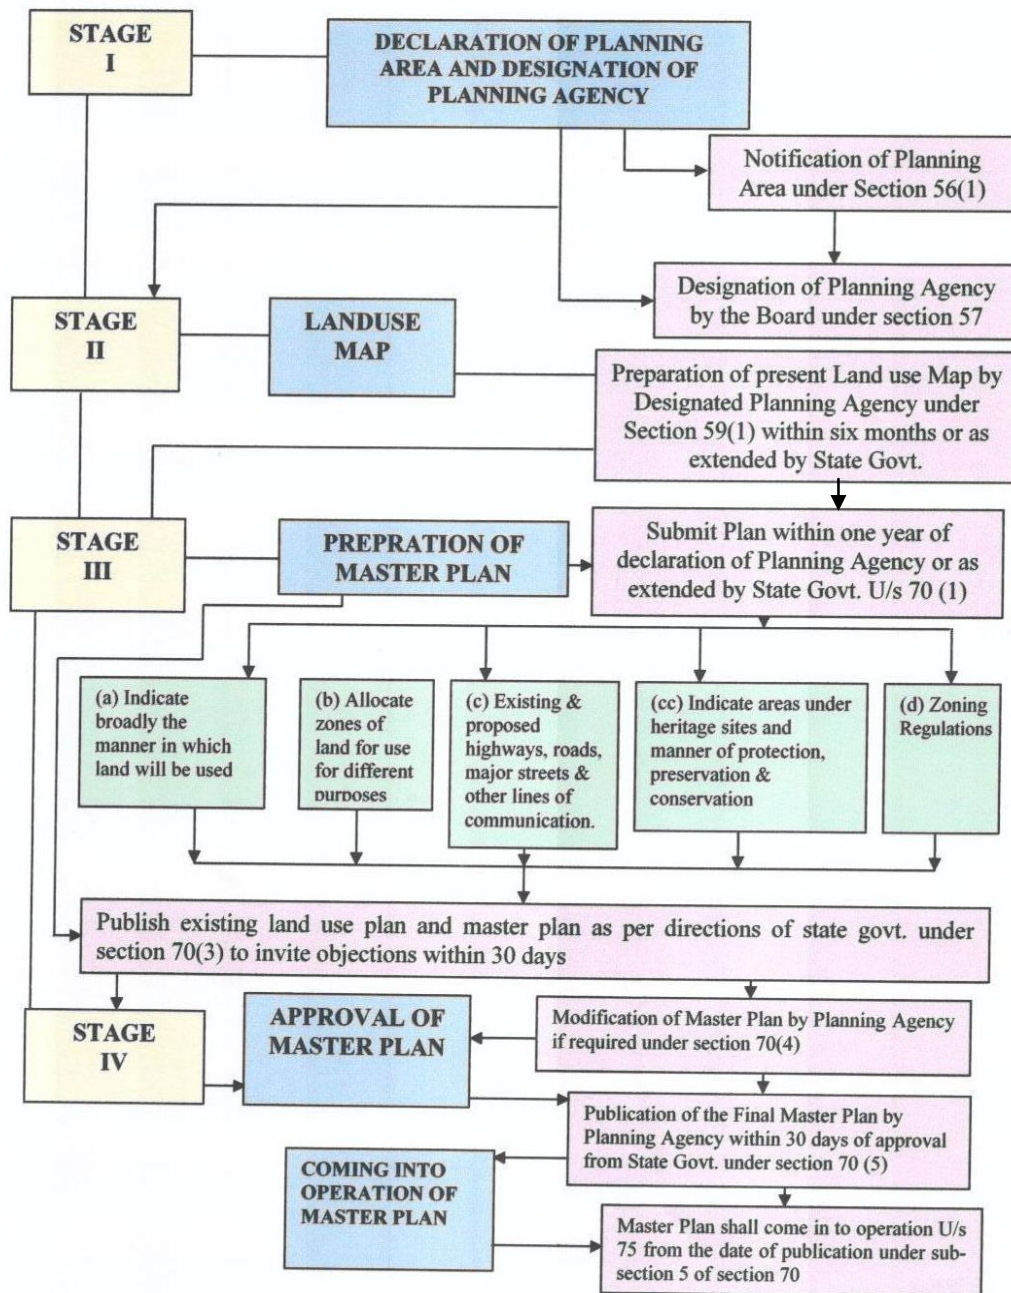 STAGE
I
DECLARATION OF PLANNING
AREA AND DESIGNATION OF
PLANNING AGENCY
Notification of Planning
Area under Section 56(1)
Designation of Planning Agency
by the Board under section 57
STAGE
II
LANDUSE
MAP
Preparation of present Land use Map by
Designated Planning Agency under
Section 59(1) within six months or as
extended by State Govt.
STAGE
III
PREPRATION OF
MASTER PLAN
Submit Plan within one year of
declaration of Planning Agency or as
extended by State Govt. U/s 70 (1)
(a) Indicate
broadly the
manner in which
land will be used
(b) Allocate
zones of
land for use
for different
purposes
(c) Existing &
proposed
highways, roads,
major streets &
other lines of
communication.
(cc) Indicate areas under
heritage sites and
manner of protection,
preservation &
conservation
(d) Zoning
Regulations
Publish existing land use plan and master plan as per directions of state govt. under
section 70(3) to invite objections within 30 days
STAGE
IV
APPROVAL OF
MASTER PLAN
Modification of Master Plan by Planning Agency
if required under section 70(4)
Publication of the Final Master Plan by
Planning Agency within 30 days of approval
from State Govt. under section 70 (5)
COMING INTO
OPERATION OF
MASTER PLAN
Master Plan shall come in to operation U/s
75 from the date of publication under sub-
section 5 of section 70